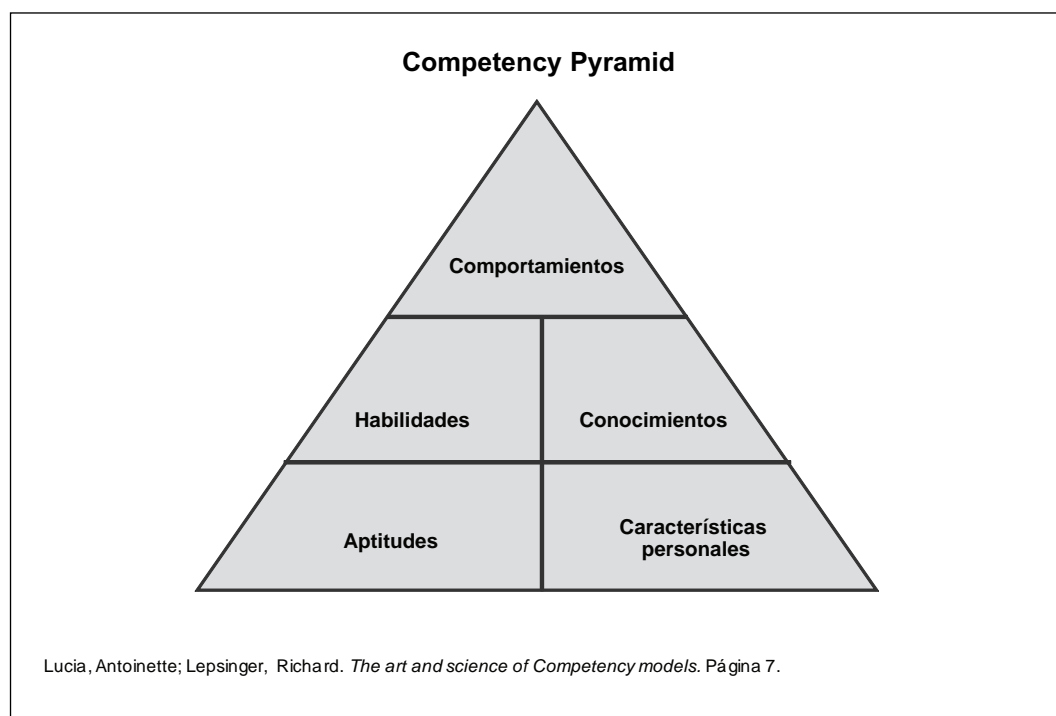 Competency Pyramid
Comportamientos
Habilidades
Conocimientos
Aptitudes
Características
personales
Lucia, Antoinette; Lepsinger, Richard. The art and science of Competency models. Página 7.